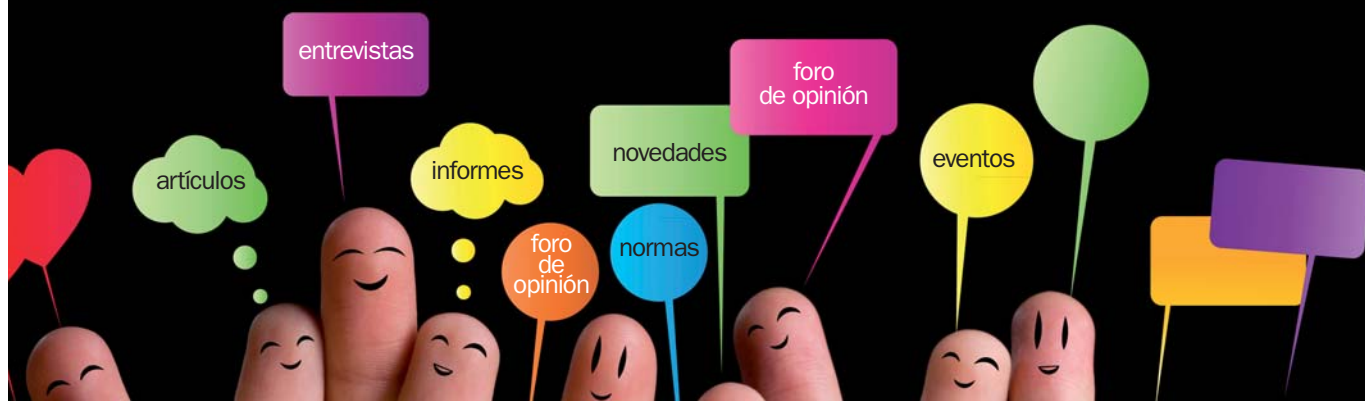 entrevistas
artículos
informes
foro
de
opinión
normas
novedades
foro
de opinión
eventos